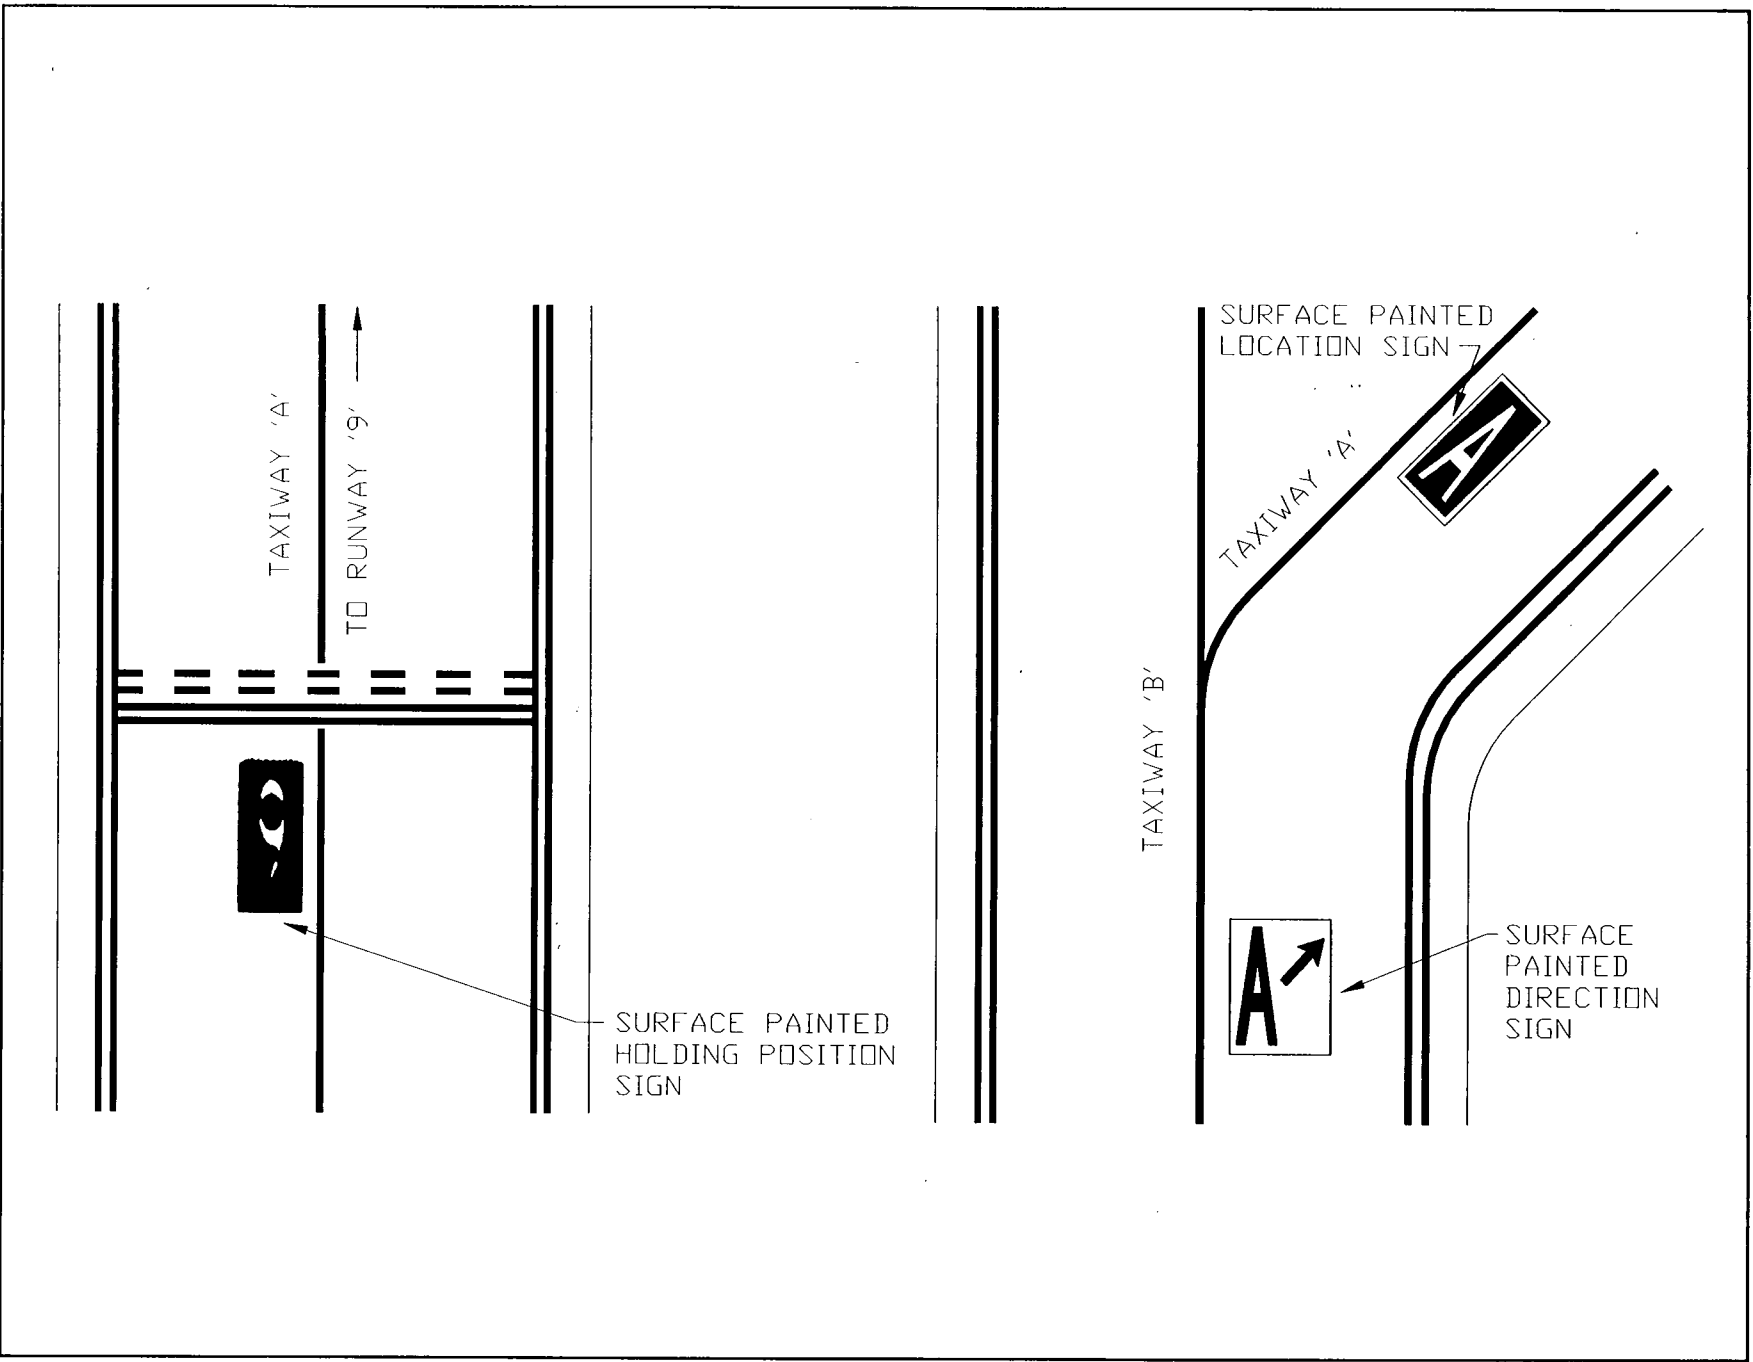 TAXIWAY 'A'
TO RUNWAY '9'
9
SURFACE PAINTED
HOLDING POSITION
SIGN
SURFACE PAINTED
LOCATION SIGN
A
TAXIWAY 'A'
TAXIWAY 'B'
A
SURFACE
PAINTED
DIRECTION
SIGN